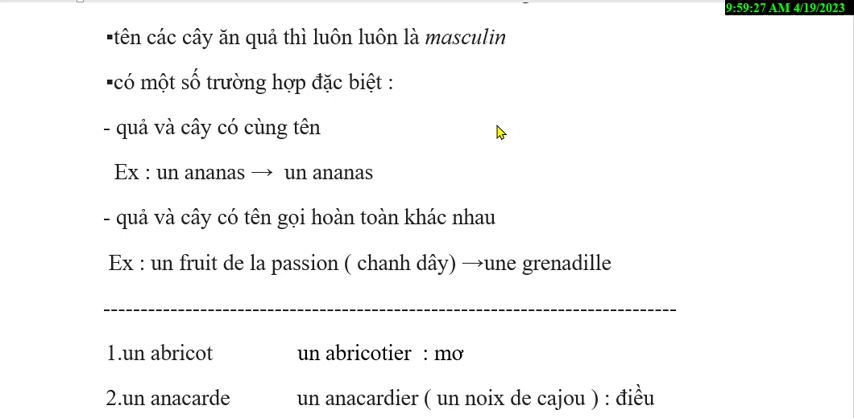 9:59:27 AM 4/19/2023
▪tên các cây ăn quả thì luôn luôn là masculin
▪có một số trường hợp đặc biệt :
- quả và cây có cùng tên
Ex : un ananas → un ananas
- quả và cây có tên gọi hoàn toàn khác nhau
Ex : un fruit de la passion ( chanh dây) →une grenadille
--------------------------------------------------------------------------------
1.un abricot un abricotier : mơ
2.un anacarde un anacardier ( un noix de cajou ) : điều